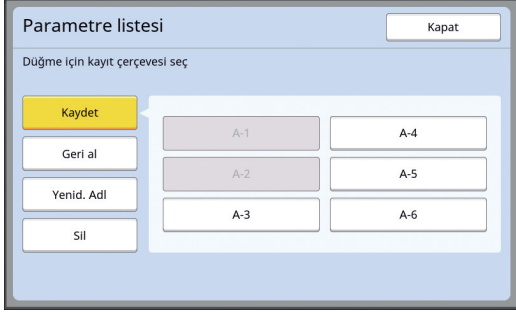 Parametre listesi
Kapat
Düğme için kayıt çerçevesi seç
Kaydet
Geri al
Yenid. Adl
Sil
A-1
A-4
A-2
A-5
A-3
A-6